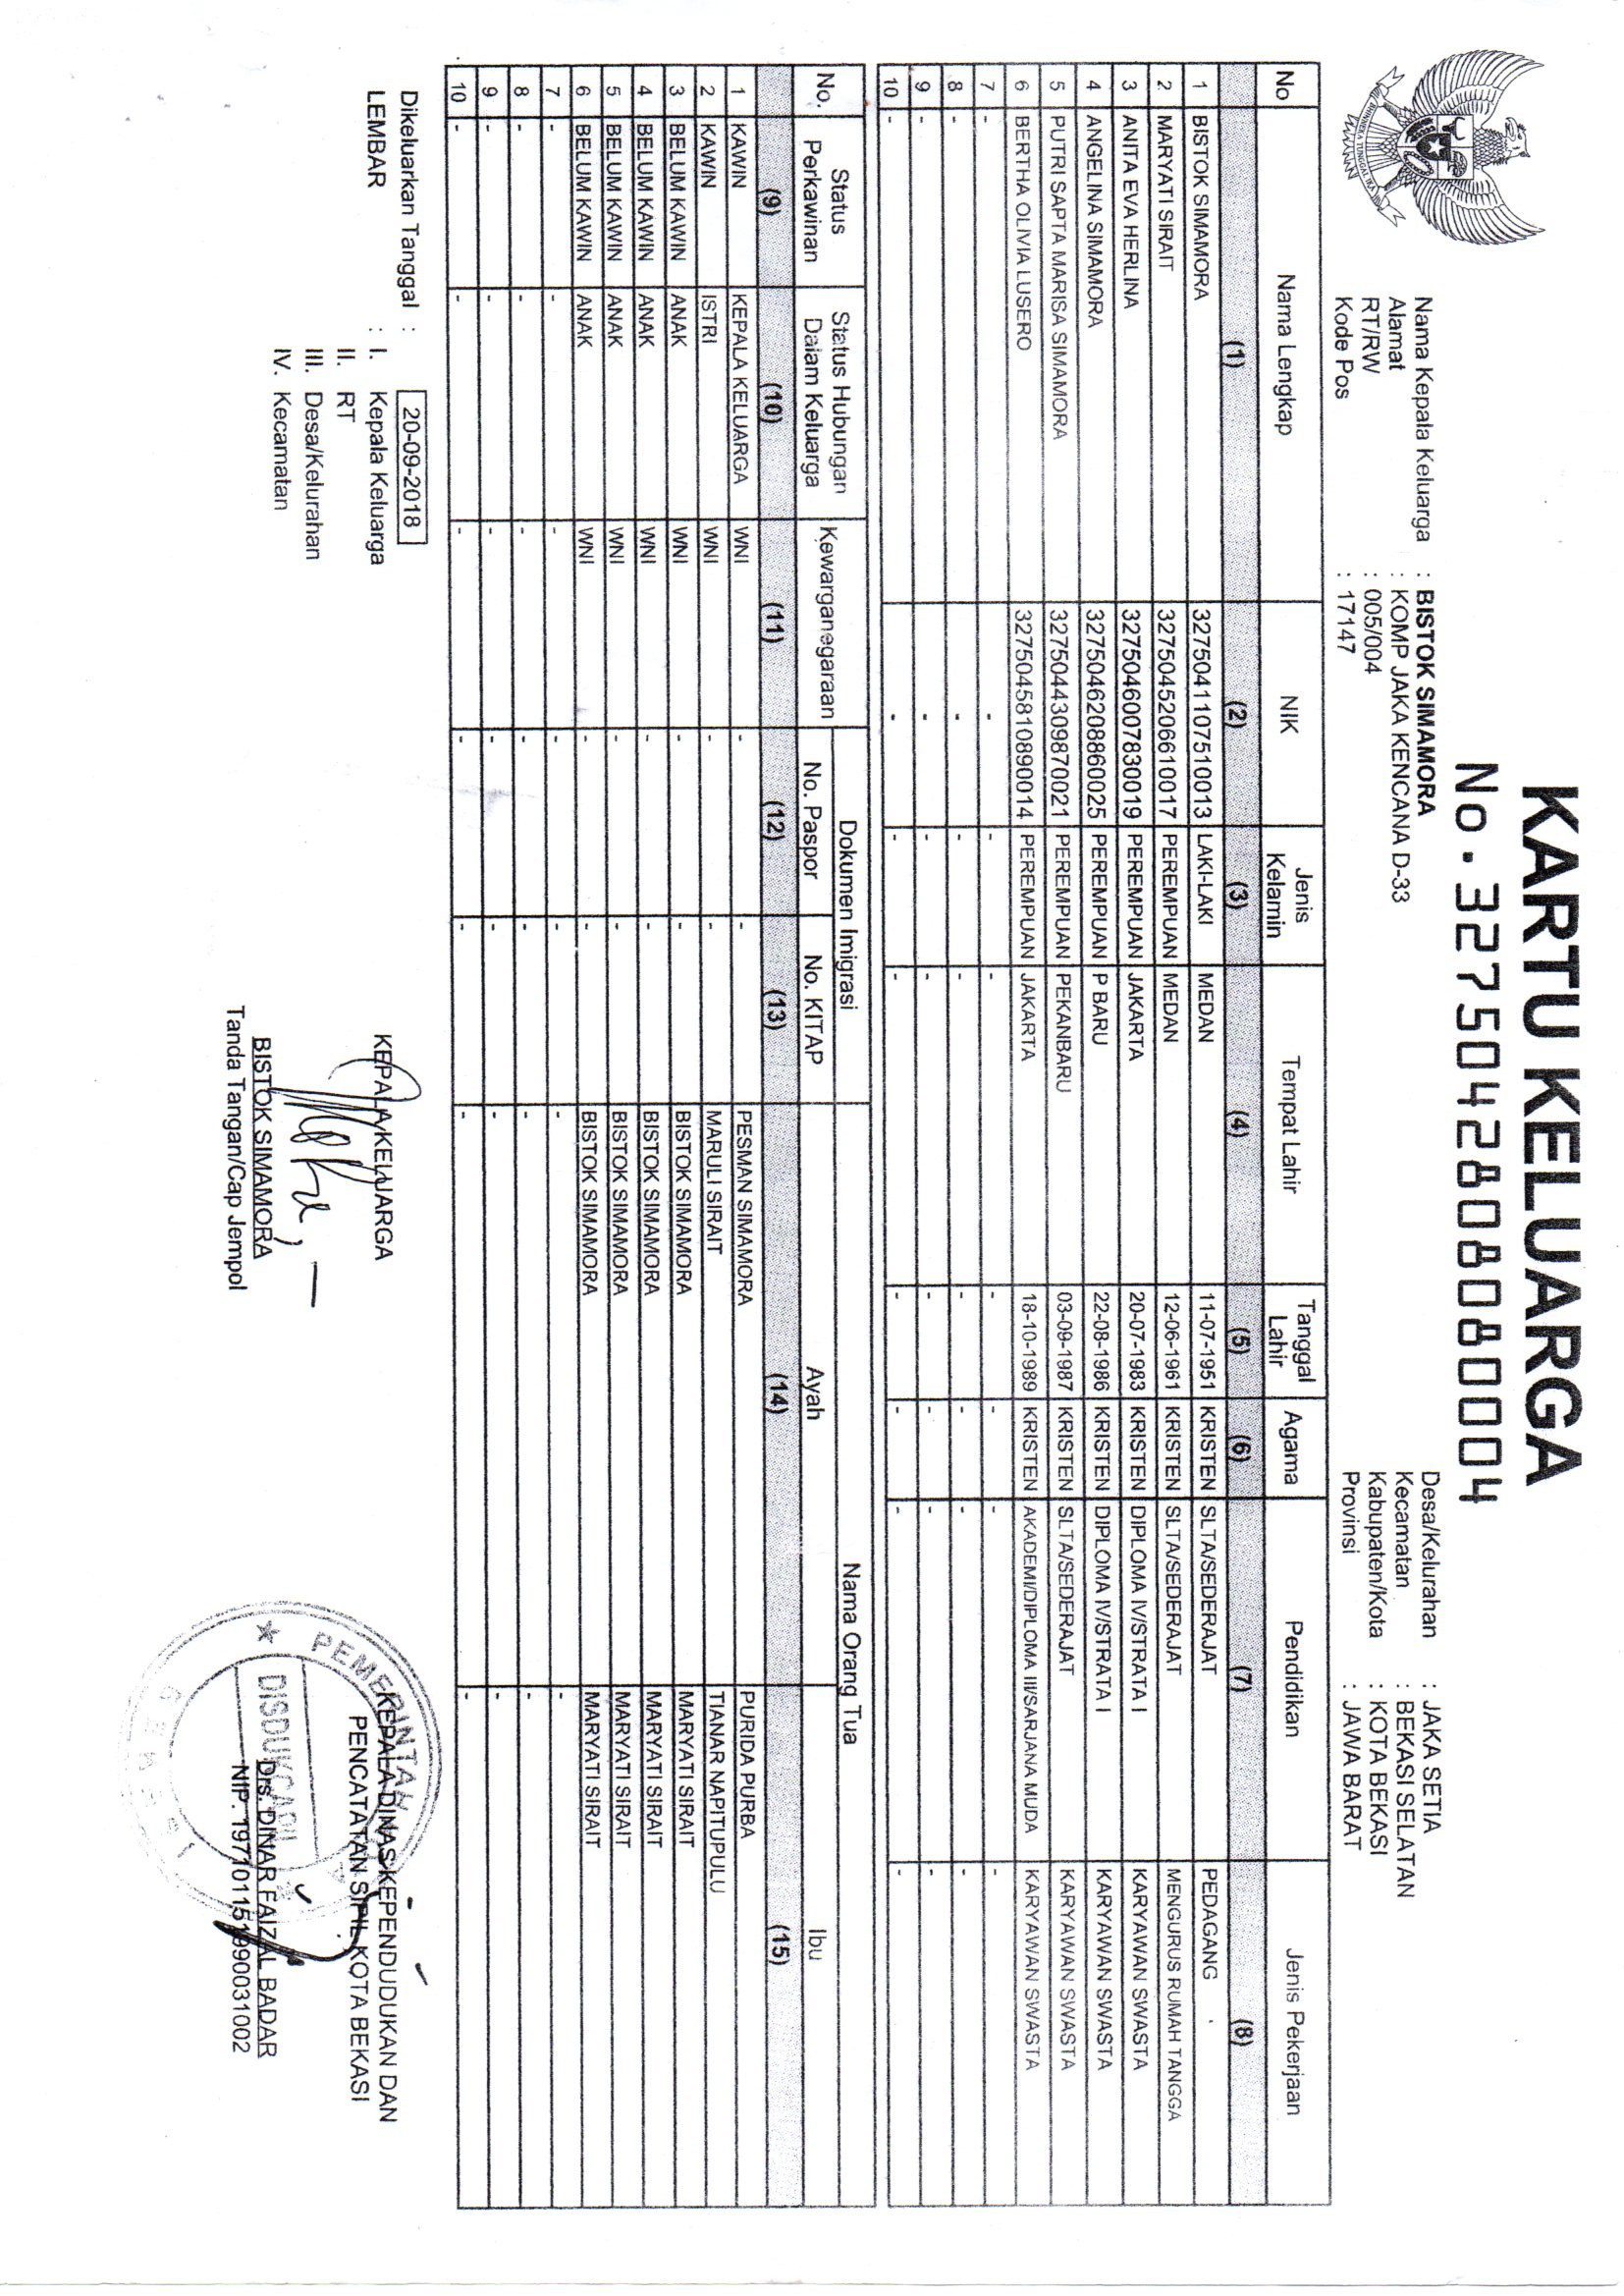 KARTU KELUARGA
No.3275042808080004
BHINNEKA TUNGGAL IKA
Nama Kepala Keluarga : BISTOK SIMAMORA
Alamat : KOMP JAKA KENCANA D-33
RT/RW : 005/004
Kode Pos : 17147
Desa/Kelurahan : JAKA SETIA
Kecamatan : BEKASI SELATAN
Kabupaten/Kota : KOTA BEKASI
Provinsi : JAWA BARAT
No Nama Lengkap NIK Jenis Kelamin Tempat Lahir Tanggal Lahir Agama Pendidikan Jenis Pekerjaan
(1) (2) (3) (4) (5) (6) (7) (8)
1 BISTOK SIMAMORA 3275041107510013 LAKI-LAKI MEDAN 11-07-1951 KRISTEN SLTA/SEDERAJAT PEDAGANG
2 MARYATI SIRAIT 3275045206610017 PEREMPUAN MEDAN 12-06-1961 KRISTEN SLTA/SEDERAJAT MENGURUS RUMAH TANGGA
3 ANITA EVA HERLINA 3275046007830019 PEREMPUAN JAKARTA 20-07-1983 KRISTEN DIPLOMA IV/STRATA I KARYAWAN SWASTA
4 ANGELINA SIMAMORA 3275046208860025 PEREMPUAN P BARU 22-08-1986 KRISTEN DIPLOMA IV/STRATA I KARYAWAN SWASTA
5 PUTRI SAPTA MARISA SIMAMORA 3275044309870021 PEREMPUAN PEKANBARU 03-09-1987 KRISTEN SLTA/SEDERAJAT KARYAWAN SWASTA
6 BERTHA OLIVIA LUSERO 3275045810890014 PEREMPUAN JAKARTA 18-10-1989 KRISTEN AKADEMI/DIPLOMA III/SARJANA MUDA KARYAWAN SWASTA
7 - - - - - - - -
8 - - - - - - - -
9 - - - - - - - -
10 - - - - - - - -
No. Status Perkawinan Status Hubungan Dalam Keluarga Kewarganegaraan Dokumen Imigrasi Nama Orang Tua
No. Paspor No. KITAP Ayah Ibu
(9) (10) (11) (12) (13) (14) (15)
1 KAWIN KEPALA KELUARGA WNI - - PESMAN SIMAMORA PURIDA PURBA
2 KAWIN ISTRI WNI - - MARULI SIRAIT TIANAR NAPITUPULU
3 BELUM KAWIN ANAK WNI - - BISTOK SIMAMORA MARYATI SIRAIT
4 BELUM KAWIN ANAK WNI - - BISTOK SIMAMORA MARYATI SIRAIT
5 BELUM KAWIN ANAK WNI - - BISTOK SIMAMORA MARYATI SIRAIT
6 BELUM KAWIN ANAK WNI - - BISTOK SIMAMORA MARYATI SIRAIT
7 - - - - - - -
8 - - - - - - -
9 - - - - - - -
10 - - - - - - -
Dikeluarkan Tanggal : 20-09-2018
LEMBAR : I. Kepala Keluarga
II. RT
III. Desa/Kelurahan
IV. Kecamatan
KEPALA KELUARGA
BISTOK SIMAMORA
Tanda Tangan/Cap Jempol
KEPALA DINAS KEPENDUDUKAN DAN
PENCATATAN SIPIL KOTA BEKASI
Drs. DINAR FAIZAL BADAR
NIP. 197101151990031002
PEMERINTAH KOTA
DISDUKCAPIL
BEKASI